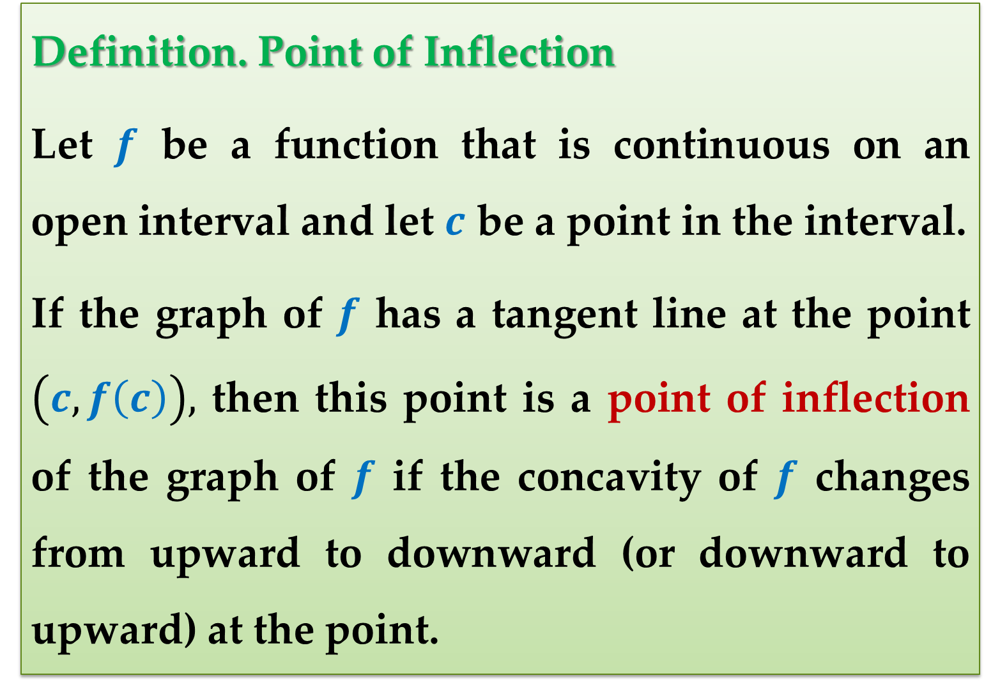 Definition. Point of Inflection
Let f be a function that is continuous on an
open interval and let c be a point in the interval.
If the graph of f has a tangent line at the point
(c, f(c)), then this point is a point of inflection
of the graph of f if the concavity of f changes
from upward to downward (or downward to
upward) at the point.